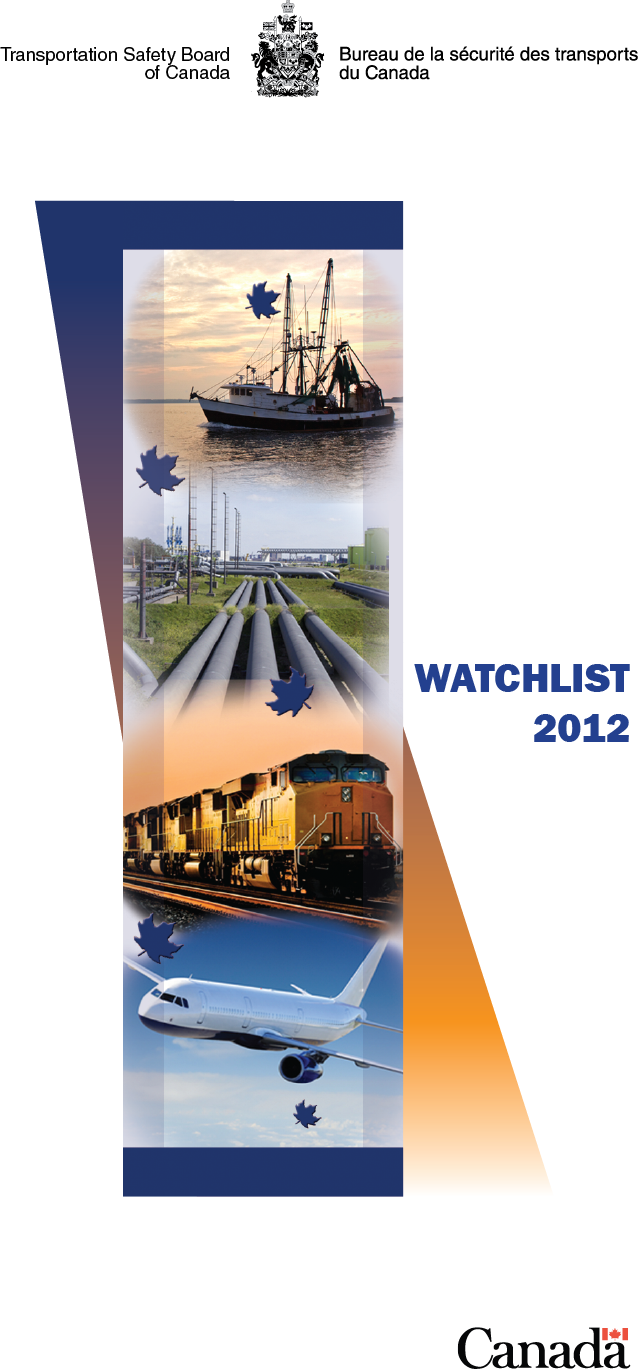 Transportation Safety Board
of Canada
Bureau de la sécurité des transports
du Canada
WATCHLIST
2012
Canada